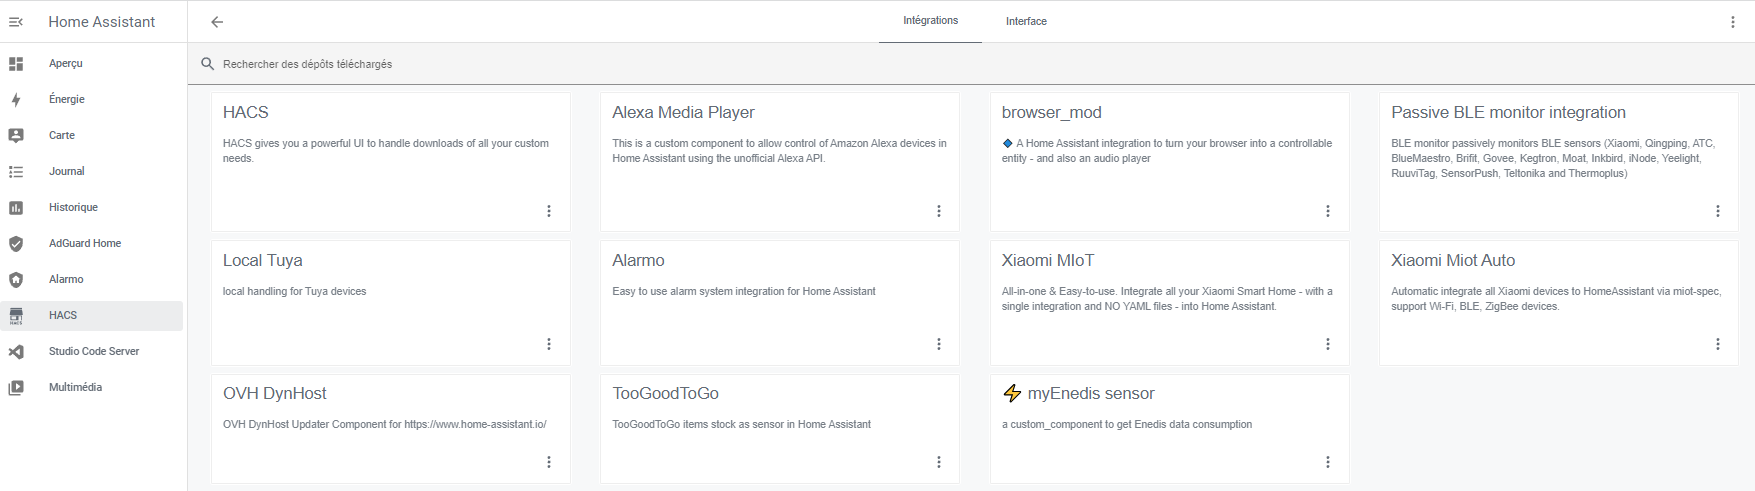 Home Assistant
Intégrations
Interface
Aperçu
Énergie
Carte
Journal
Historique
AdGuard Home
Alarmo
HACS
HACS
Studio Code Server
Multimédia
Rechercher des dépôts téléchargés
HACS
HACS gives you a powerful UI to handle downloads of all your custom
needs.
Alexa Media Player
This is a custom component to allow control of Amazon Alexa devices in
Home Assistant using the unofficial Alexa API.
browser_mod
🔹 A Home Assistant integration to turn your browser into a controllable
entity - and also an audio player
Passive BLE monitor integration
BLE monitor passively monitors BLE sensors (Xiaomi, Qingping, ATC,
BlueMaestro, Brifit, Govee, Kegtron, Moat, Inkbird, iNode, Yeelight,
RuuviTag, SensorPush, Teltonika and Thermoplus)
Local Tuya
local handling for Tuya devices
Alarmo
Easy to use alarm system integration for Home Assistant
Xiaomi MIoT
All-in-one & Easy-to-use. Integrate all your Xiaomi Smart Home - with a
single integration and NO YAML files - into Home Assistant.
Xiaomi Miot Auto
Automatic integrate all Xiaomi devices to HomeAssistant via miot-spec,
support Wi-Fi, BLE, ZigBee devices.
OVH DynHost
OVH DynHost Updater Component for https://www.home-assistant.io/
TooGoodToGo
TooGoodToGo items stock as sensor in Home Assistant
⚡ myEnedis sensor
a custom_component to get Enedis data consumption